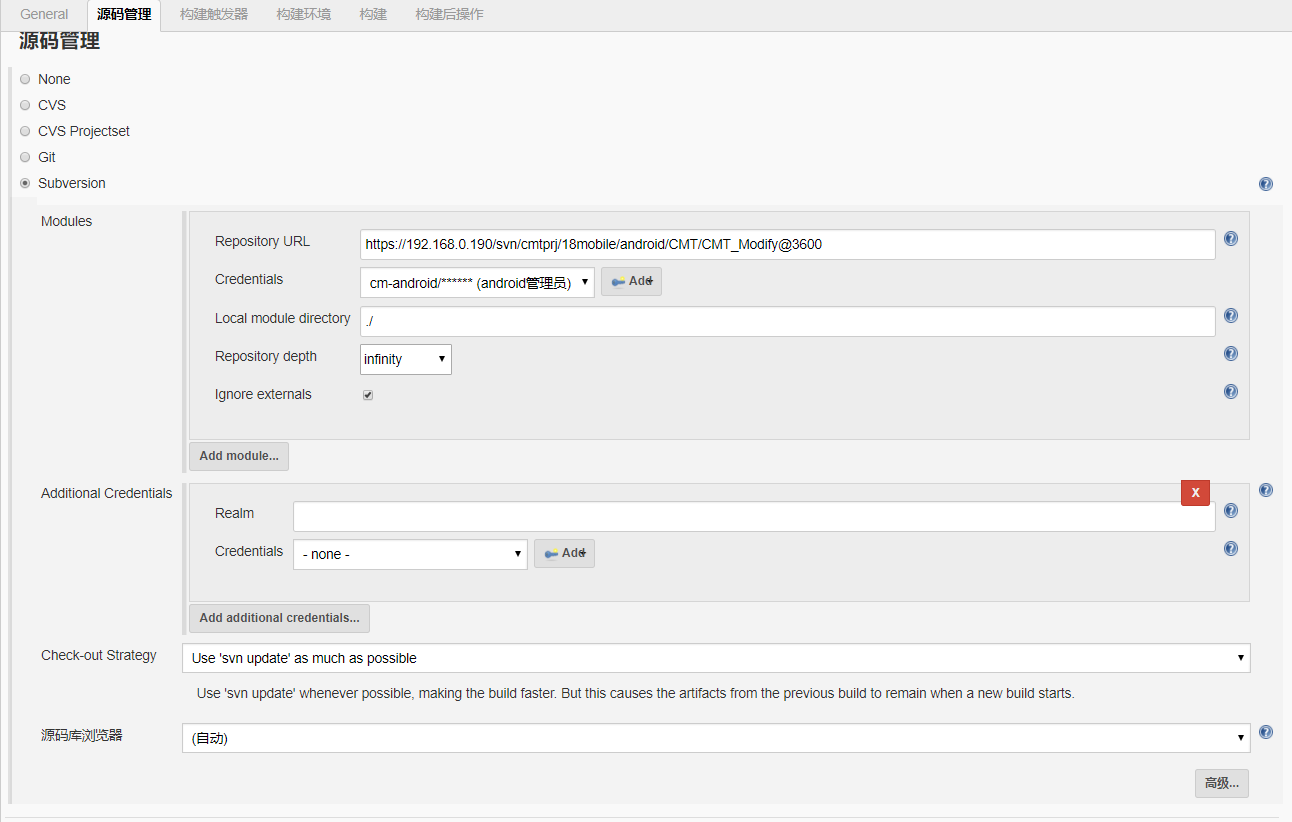 General 源码管理 构建触发器 构建环境 构建 构建后操作
源码管理
None
CVS
CVS Projectset
Git
Subversion
Modules
Repository URL https://192.168.0.190/svn/cmtprj/18mobile/android/CMT/CMT_Modify@3600
Credentials cm-android/****** (android管理员) Add
Local module directory ./
Repository depth infinity
Ignore externals
Add module...
Additional Credentials
X
Realm
Credentials - none - Add
Add additional credentials...
Check-out Strategy Use 'svn update' as much as possible
Use 'svn update' whenever possible, making the build faster. But this causes the artifacts from the previous build to remain when a new build starts.
源码库浏览器 (自动)
高级...